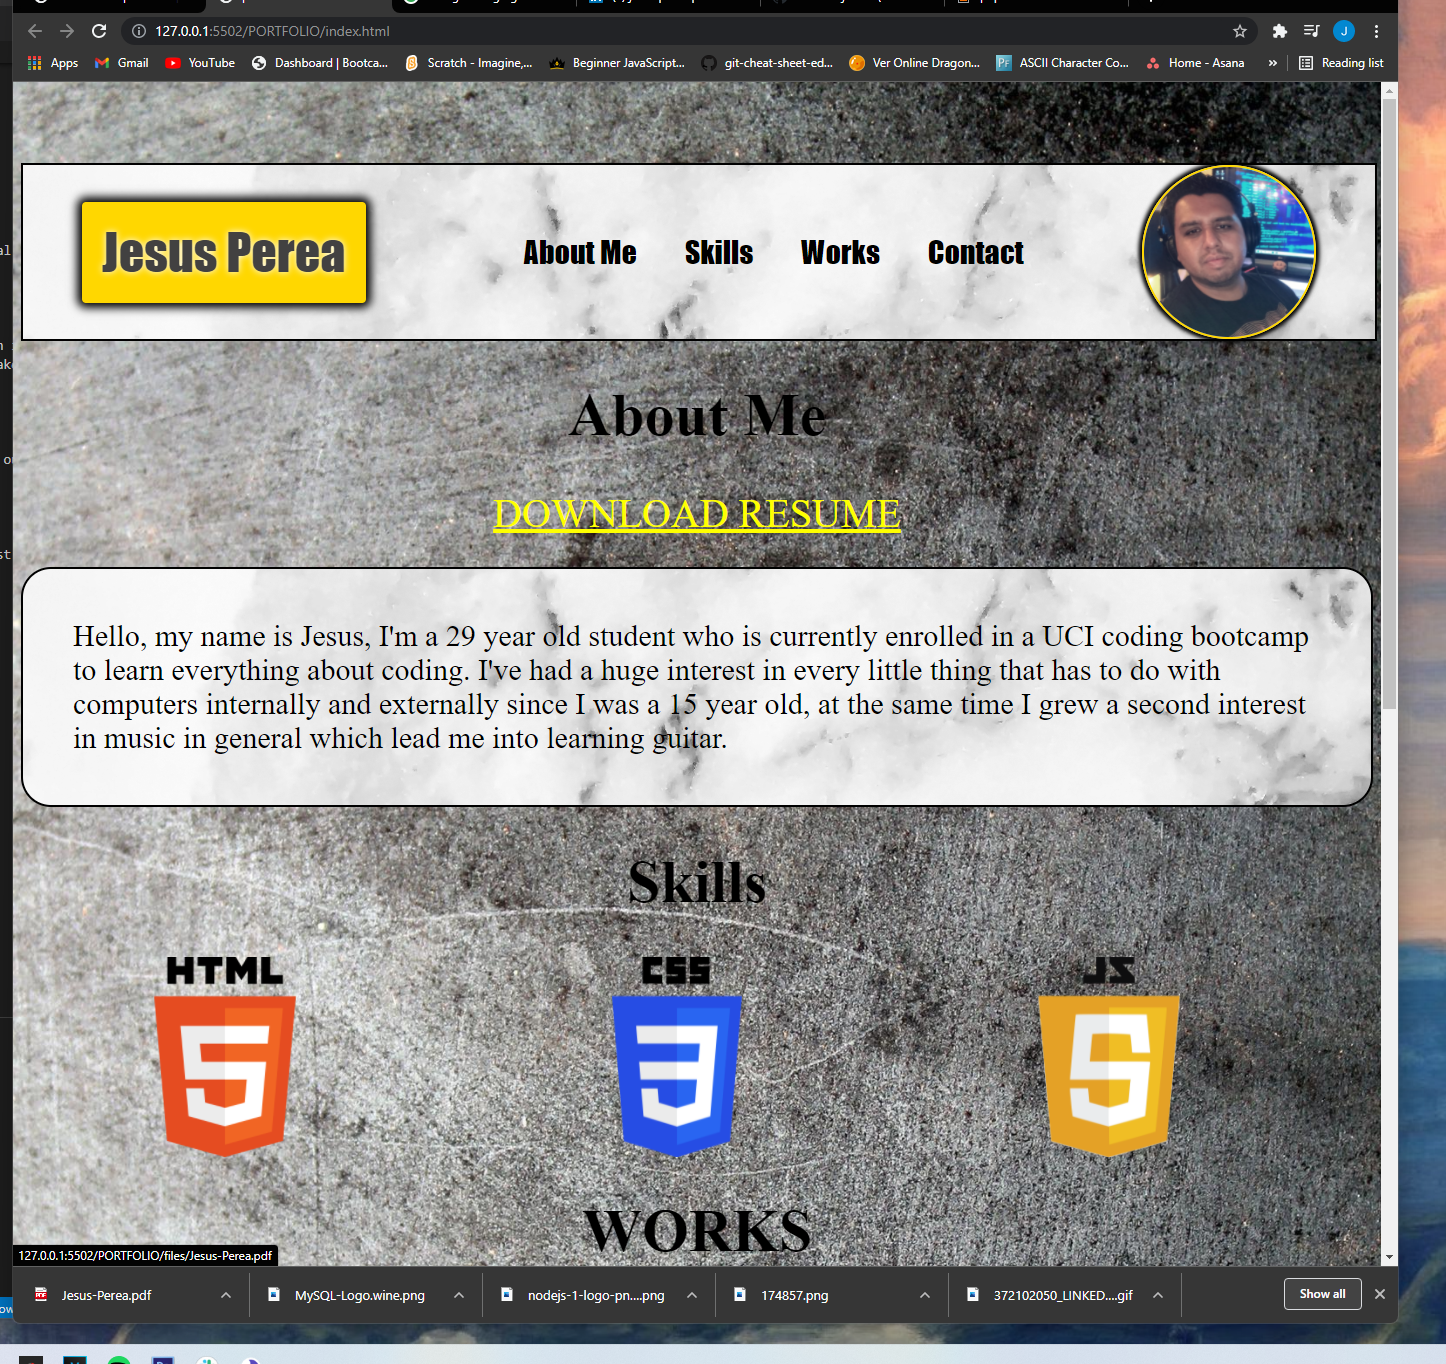 127.0.0.1:5502/PORTFOLIO/index.html
J
Apps
Gmail
YouTube
Dashboard | Bootca...
Scratch - Imagine,...
Beginner JavaScript...
git-cheat-sheet-ed...
Ver Online Dragon...
ASCII Character Co...
Home - Asana
»
Reading list
Jesus Perea
About Me
Skills
Works
Contact
About Me
DOWNLOAD RESUME
Hello, my name is Jesus, I'm a 29 year old student who is currently enrolled in a UCI coding bootcamp
to learn everything about coding. I've had a huge interest in every little thing that has to do with
computers internally and externally since I was a 15 year old, at the same time I grew a second interest
in music in general which lead me into learning guitar.
Skills
HTML
5
CSS
3
JS
WORKS
127.0.0.1:5502/PORTFOLIO/files/Jesus-Perea.pdf
Jesus-Perea.pdf
MySQL-Logo.wine.png
nodejs-1-logo-pn....png
174857.png
372102050_LINKED....gif
Show all